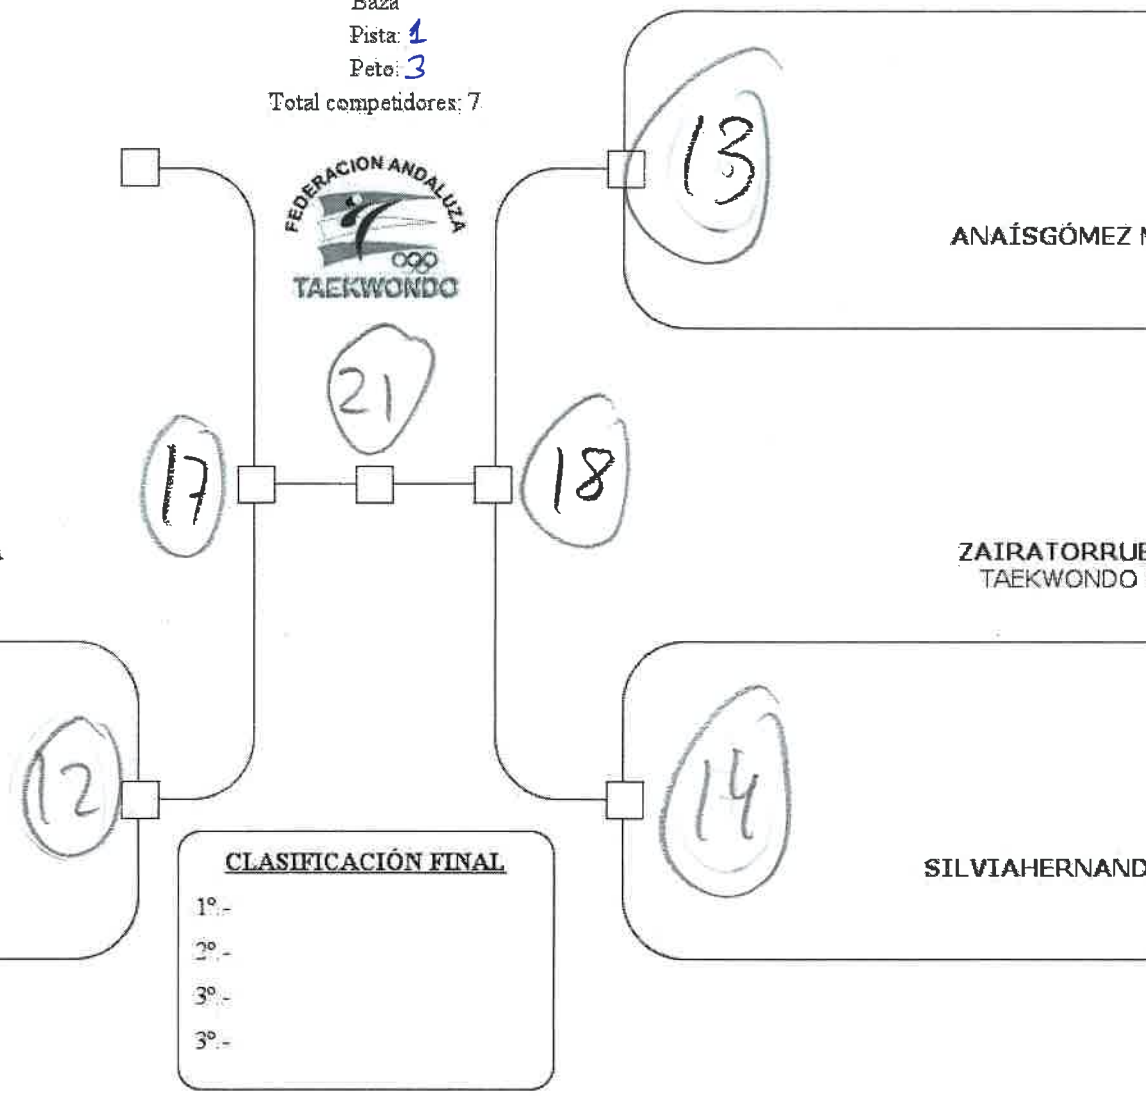 Baza
Pista: 1
Peto: 3
Total competidores: 7
FEDERACION ANDALUZA
TAEKWONDO
13
ANAÍSGÓMEZ
21
17
18
ZAIRATORRUE
TAEKWONDO
12
14
SILVIAHERNAND
CLASIFICACIÓN FINAL
1º.-
2º.-
3º.-
3º.-